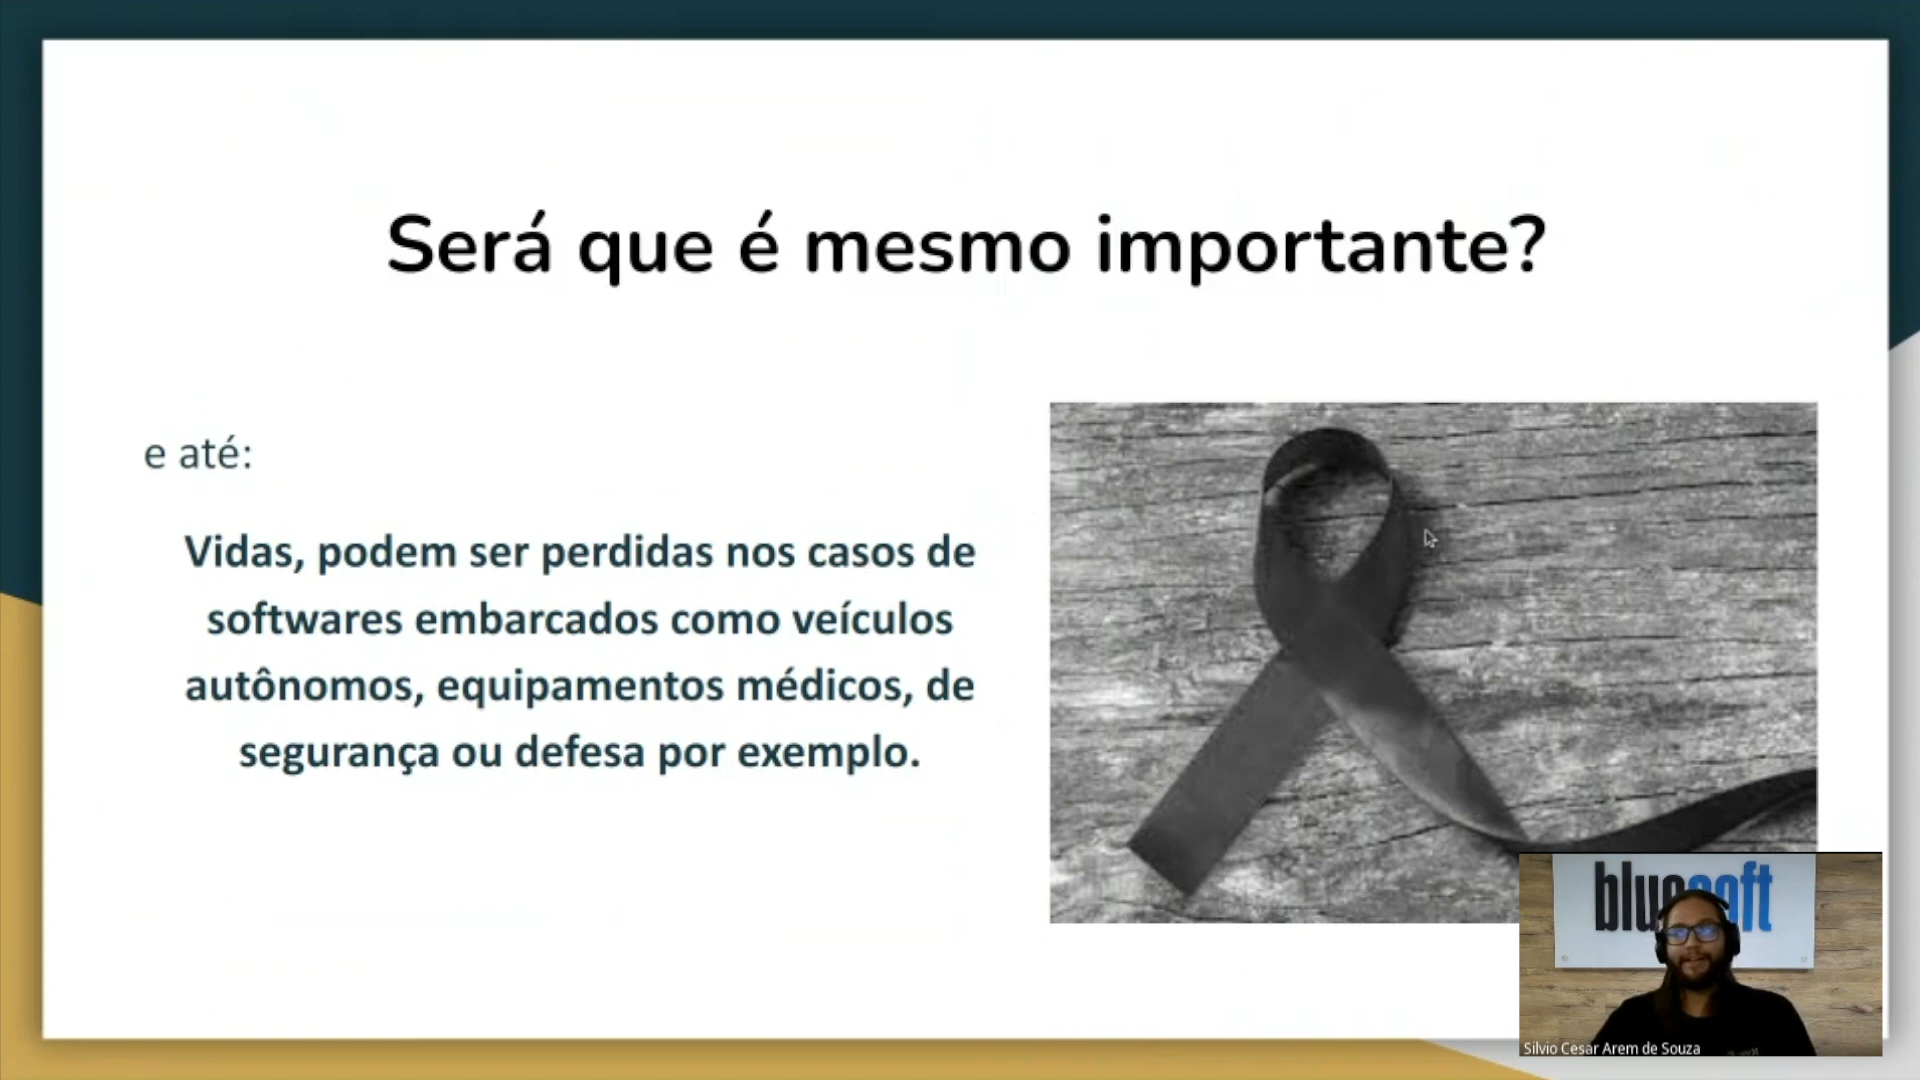 Será que é mesmo importante?
e até:
Vidas, podem ser perdidas nos casos de
softwares embarcados como veículos
autônomos, equipamentos médicos, de
segurança ou defesa por exemplo.
Silvio Cesar Arem de Souza